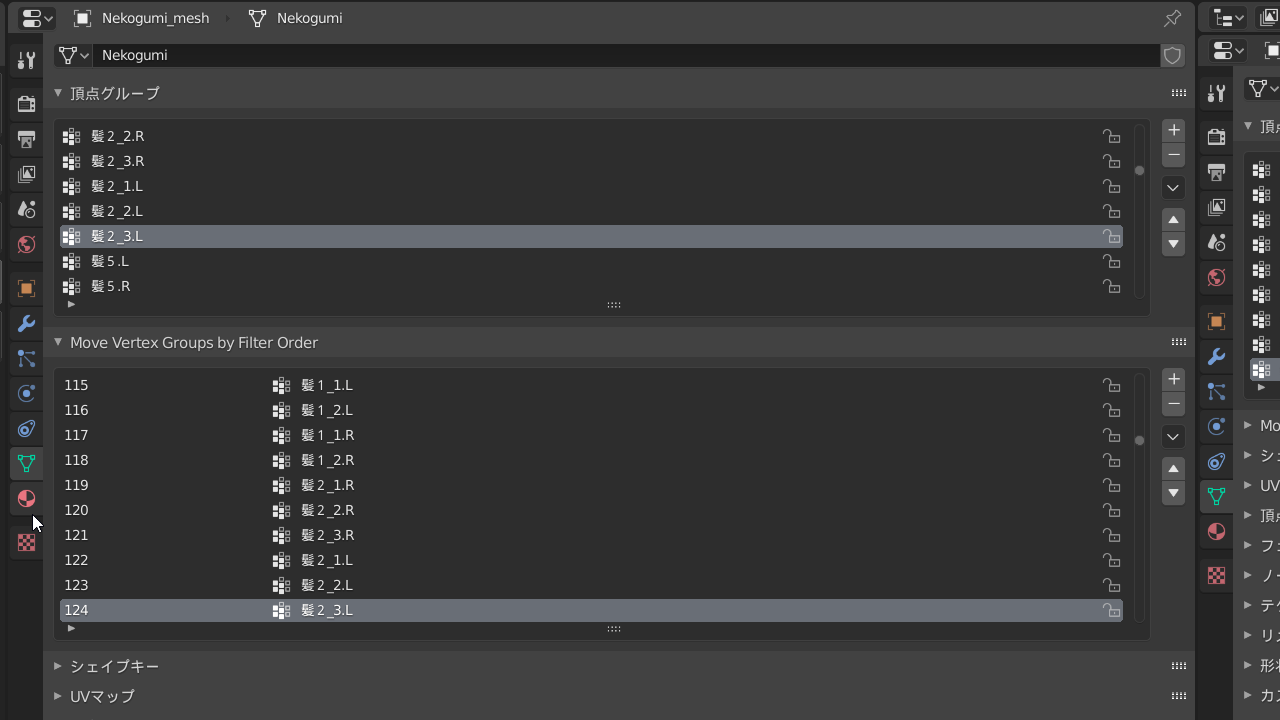 Nekogumi_mesh › Nekogumi
Nekogumi
頂点グループ
髪２_2.R
髪２_3.R
髪２_1.L
髪２_2.L
髪２_3.L
髪５.L
髪５.R
Move Vertex Groups by Filter Order
115 髪１_1.L
116 髪１_2.L
117 髪１_1.R
118 髪１_2.R
119 髪２_1.R
120 髪２_2.R
121 髪２_3.R
122 髪２_1.L
123 髪２_2.L
124 髪２_3.L
シェイプキー
UVマップ
頂
Mo
シ
UV
頂
フ
ノ
テ
リ
形
カ